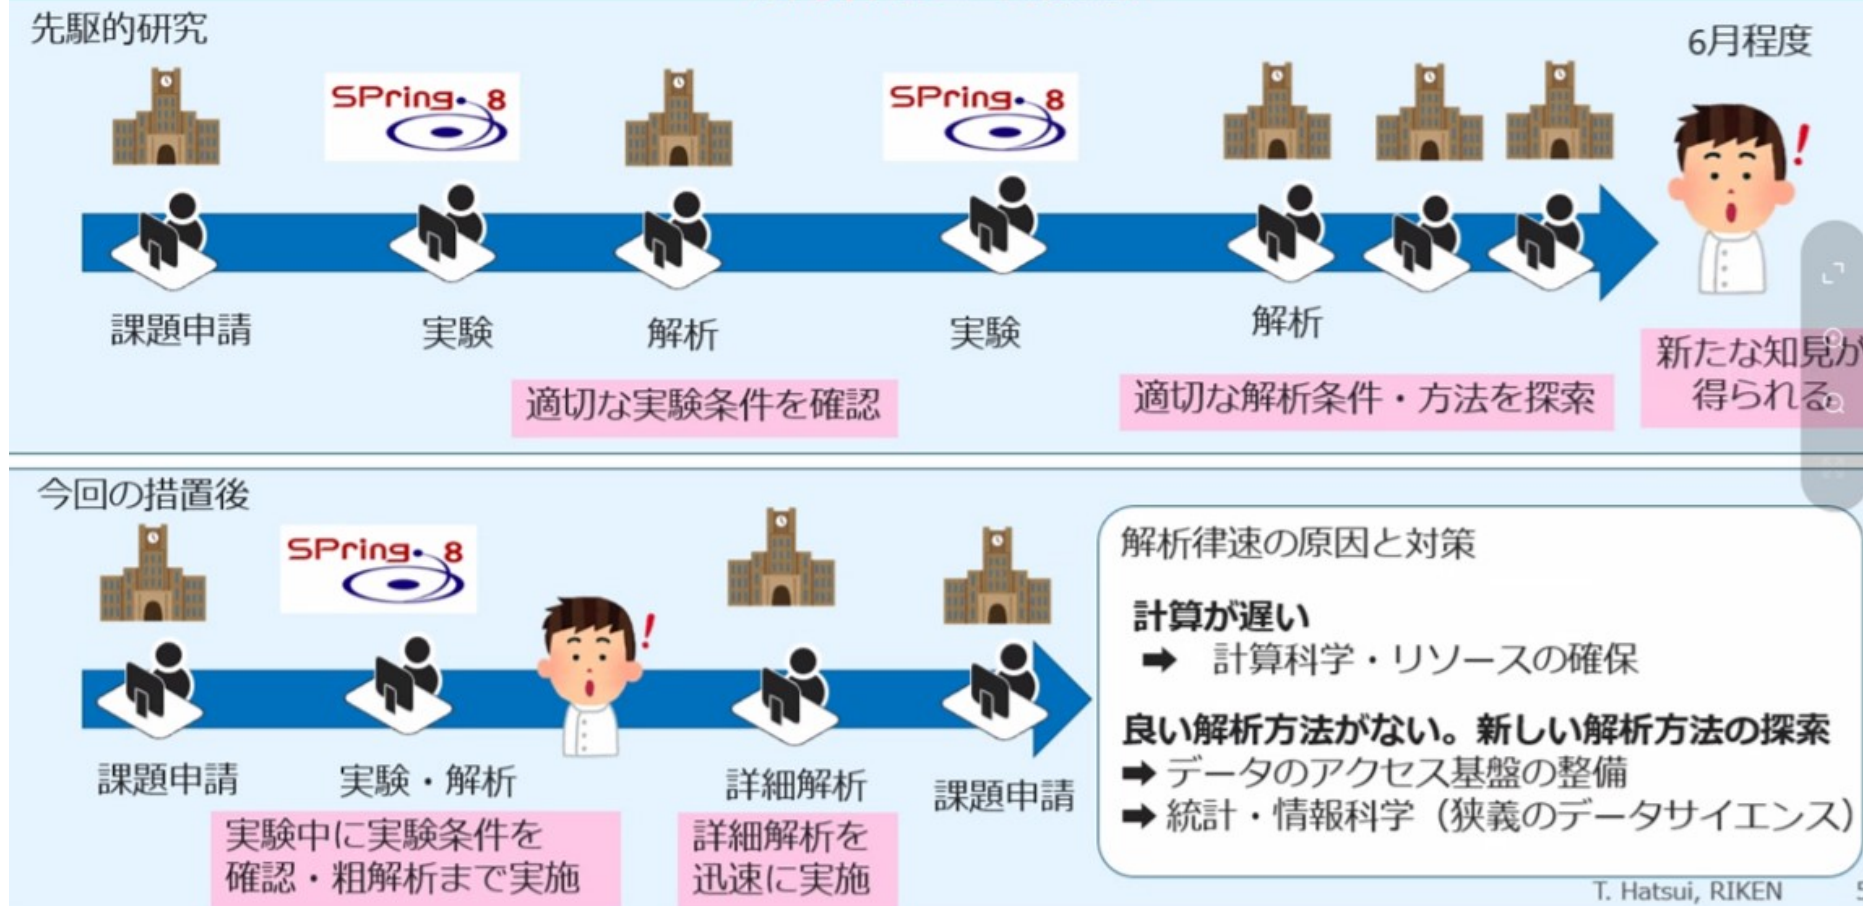 先駆的研究
6月程度
SPring-8
SPring-8
課題申請
実験
解析
実験
解析
適切な実験条件を確認
適切な解析条件・方法を探索
新たな知見が
得られる
今回の措置後
SPring-8
課題申請
実験・解析
詳細解析
課題申請
実験中に実験条件を
確認・粗解析まで実施
詳細解析を
迅速に実施
解析律速の原因と対策
計算が遅い
➡ 計算科学・リソースの確保
良い解析方法がない。新しい解析方法の探索
➡ データのアクセス基盤の整備
➡ 統計・情報科学（狭義のデータサイエンス）
T. Hatsui, RIKEN